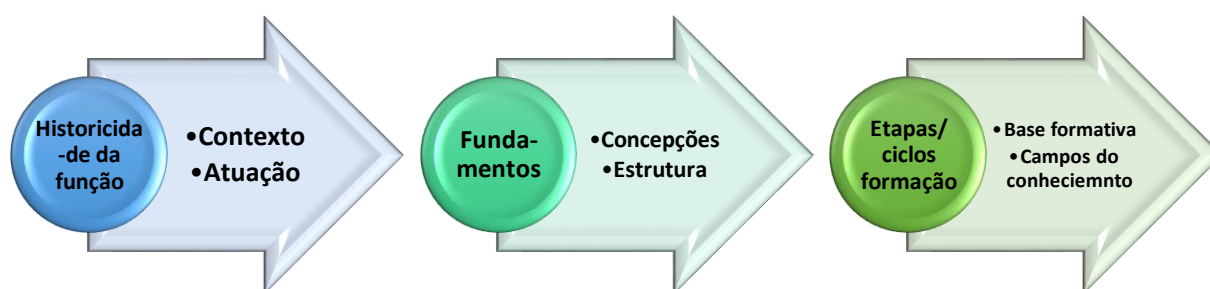 Historicida
-de da
função
•Contexto
•Atuação
Funda-
mentos
•Concepções
•Estrutura
Etapas/
ciclos
formação
•Base formativa
•Campos do
conheciemnto